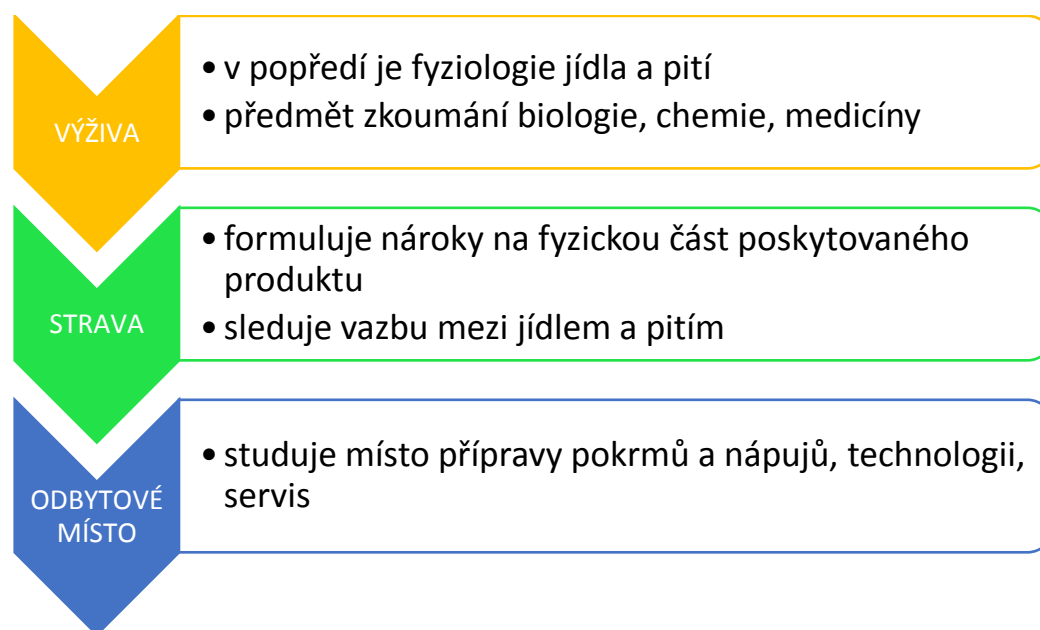 VÝŽIVA
• v popředí je fyziologie jídla a pití
• předmět zkoumání biologie, chemie, medicíny
STRAVA
• formuluje nároky na fyzickou část poskytovaného
produktu
• sleduje vazbu mezi jídlem a pitím
ODBYTOVÉ
MÍSTO
• studuje místo přípravy pokrmů a nápujů, technologii,
servis